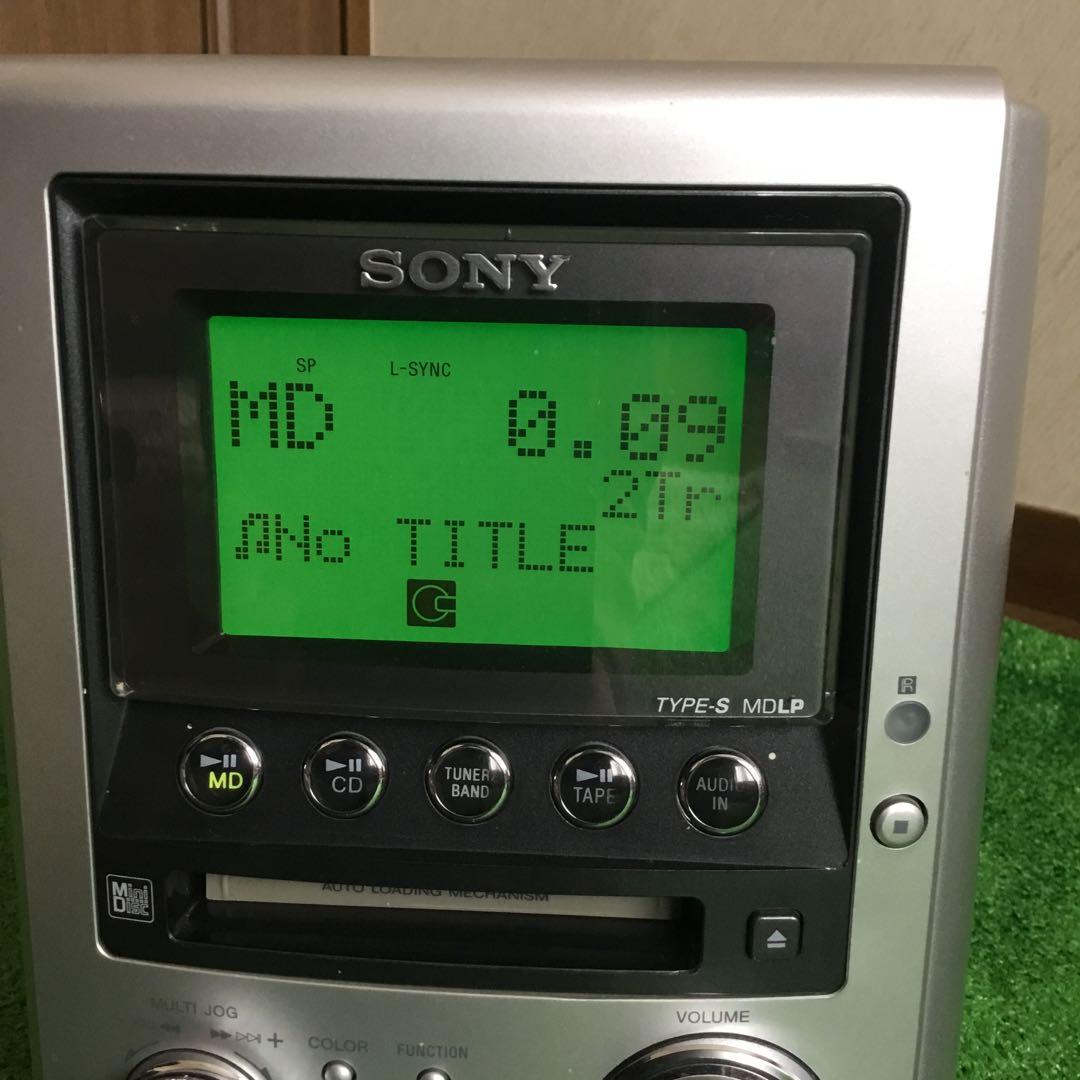 SONY
SP L-SYNC
MD 0.09
2Tr
♫No TITLE
TYPE-S MDLP
R
MD
CD
TUNER/
BAND
TAPE
AUDIO
IN
MD
AUTO LOADING MECHANISM
MULTI JOG
+
COLOR
FUNCTION
VOLUME